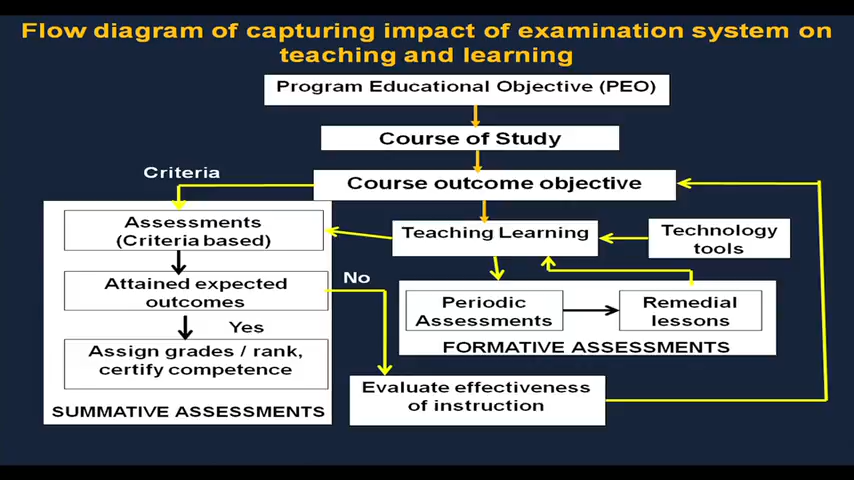 Flow diagram of capturing impact of examination system on
teaching and learning
Program Educational Objective (PEO)
Course of Study
Criteria
Course outcome objective
Assessments
(Criteria based)
Teaching Learning
Technology
tools
Attained expected
outcomes
No
Periodic
Assessments
Remedial
lessons
Yes
FORMATIVE ASSESSMENTS
Assign grades / rank,
certify competence
SUMMATIVE ASSESSMENTS
Evaluate effectiveness
of instruction